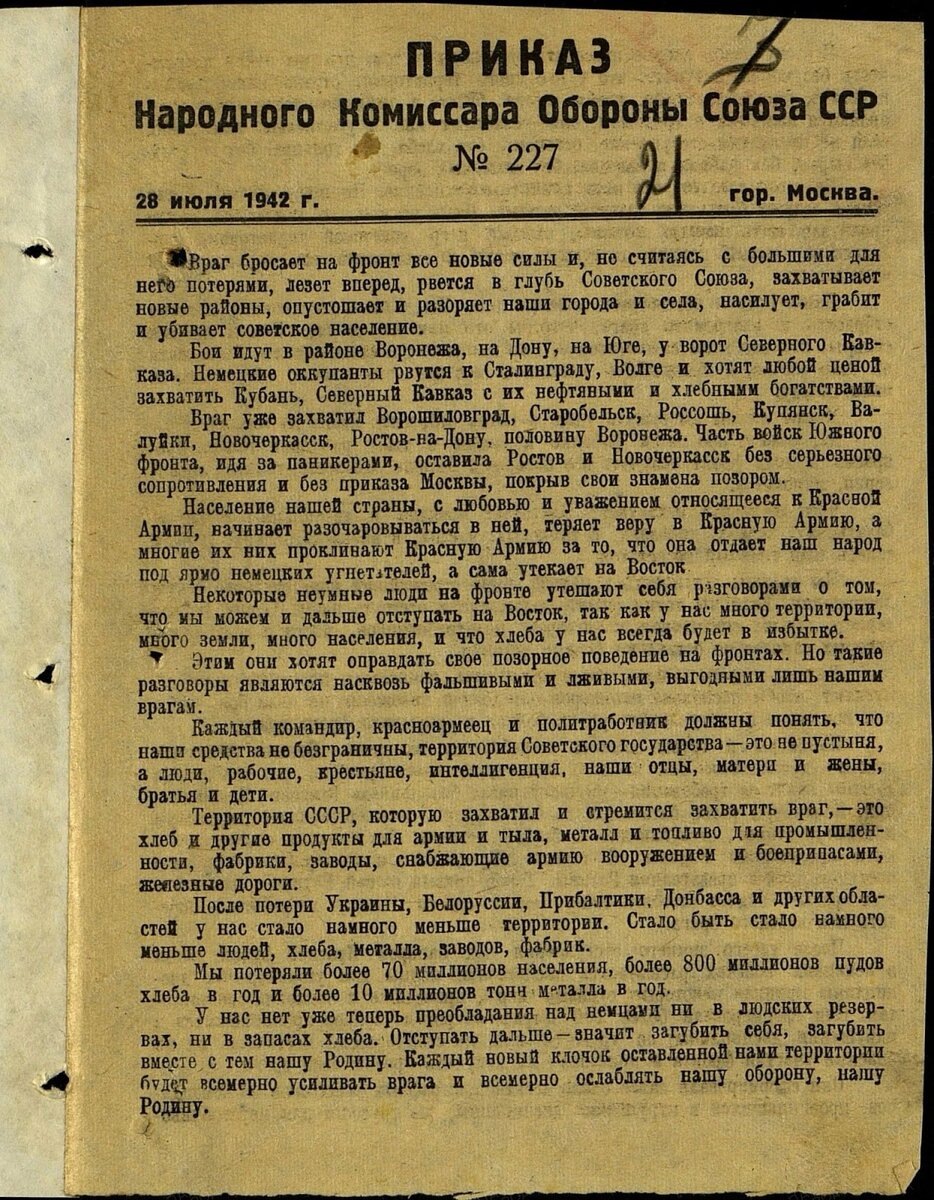 7
ПРИКАЗ
Народного Комиссара Обороны Союза ССР
№ 227
21
28 июля 1942 г. гор. Москва.
Враг бросает на фронт все новые силы и, не считаясь с большими для
него потерями, лезет вперед, рвется в глубь Советского Союза, захватывает
новые районы, опустошает и разоряет наши города и села, насилует, грабит
и убивает советское население.
Бои идут в районе Воронежа, на Дону, на Юге, у ворот Северного Кав-
каза. Немецкие оккупанты рвутся к Сталинграду, Волге и хотят любой ценой
захватить Кубань, Северный Кавказ с их нефтяными и хлебными богатствами.
Враг уже захватил Ворошиловград, Старобельск, Россошь, Купянск, Ва-
луйки, Новочеркасск, Ростов-на-Дону, половину Воронежа. Часть войск Южного
фронта, идя за паникерами, оставила Ростов и Новочеркасск без серьезного
сопротивления и без приказа Москвы, покрыв свои знамена позором.
Население нашей страны, с любовью и уважением относящееся к Красной
Армии, начинает разочаровываться в ней, теряет веру в Красную Армию, а
многие их них проклинают Красную Армию за то, что она отдает наш народ
под ярмо немецких угнетателей, а сама утекает на Восток
Некоторые неумные люди на фронте утешают себя разговорами о том,
что мы можем и дальше отступать на Восток, так как у нас много территории,
много земли, много населения, и что хлеба у нас всегда будет в избытке.
Этим они хотят оправдать свое позорное поведение на фронтах. Но такие
разговоры являются насквозь фальшивыми и лживыми, выгодными лишь нашим
врагам.
Каждый командир, красноармеец и политработник должны понять, что
наши средства не безграничны, территория Советского государства—это не пустыня,
а люди, рабочие, крестьяне, интеллигенция, наши отцы, матери и жены,
братья и дети.
Территория СССР, которую захватил и стремится захватить враг,—это
хлеб и другие продукты для армии и тыла, металл и топливо для промышлен-
ности, фабрики, заводы, снабжающие армию вооружением и боеприпасами,
железные дороги.
После потери Украины, Белоруссии, Прибалтики, Донбасса и других обла-
стей у нас стало намного меньше территории. Стало быть стало намного
меньше людей, хлеба, металла, заводов, фабрик.
Мы потеряли более 70 миллионов населения, более 800 миллионов пудов
хлеба в год и более 10 миллионов тонн металла в год.
У нас нет уже теперь преобладания над немцами ни в людских резер-
вах, ни в запасах хлеба. Отступать дальше—значит загубить себя, загубить
вместе с тем нашу Родину. Каждый новый клочок оставленной нами территории
будет всемерно усиливать врага и всемерно ослаблять нашу оборону, нашу
Родину.